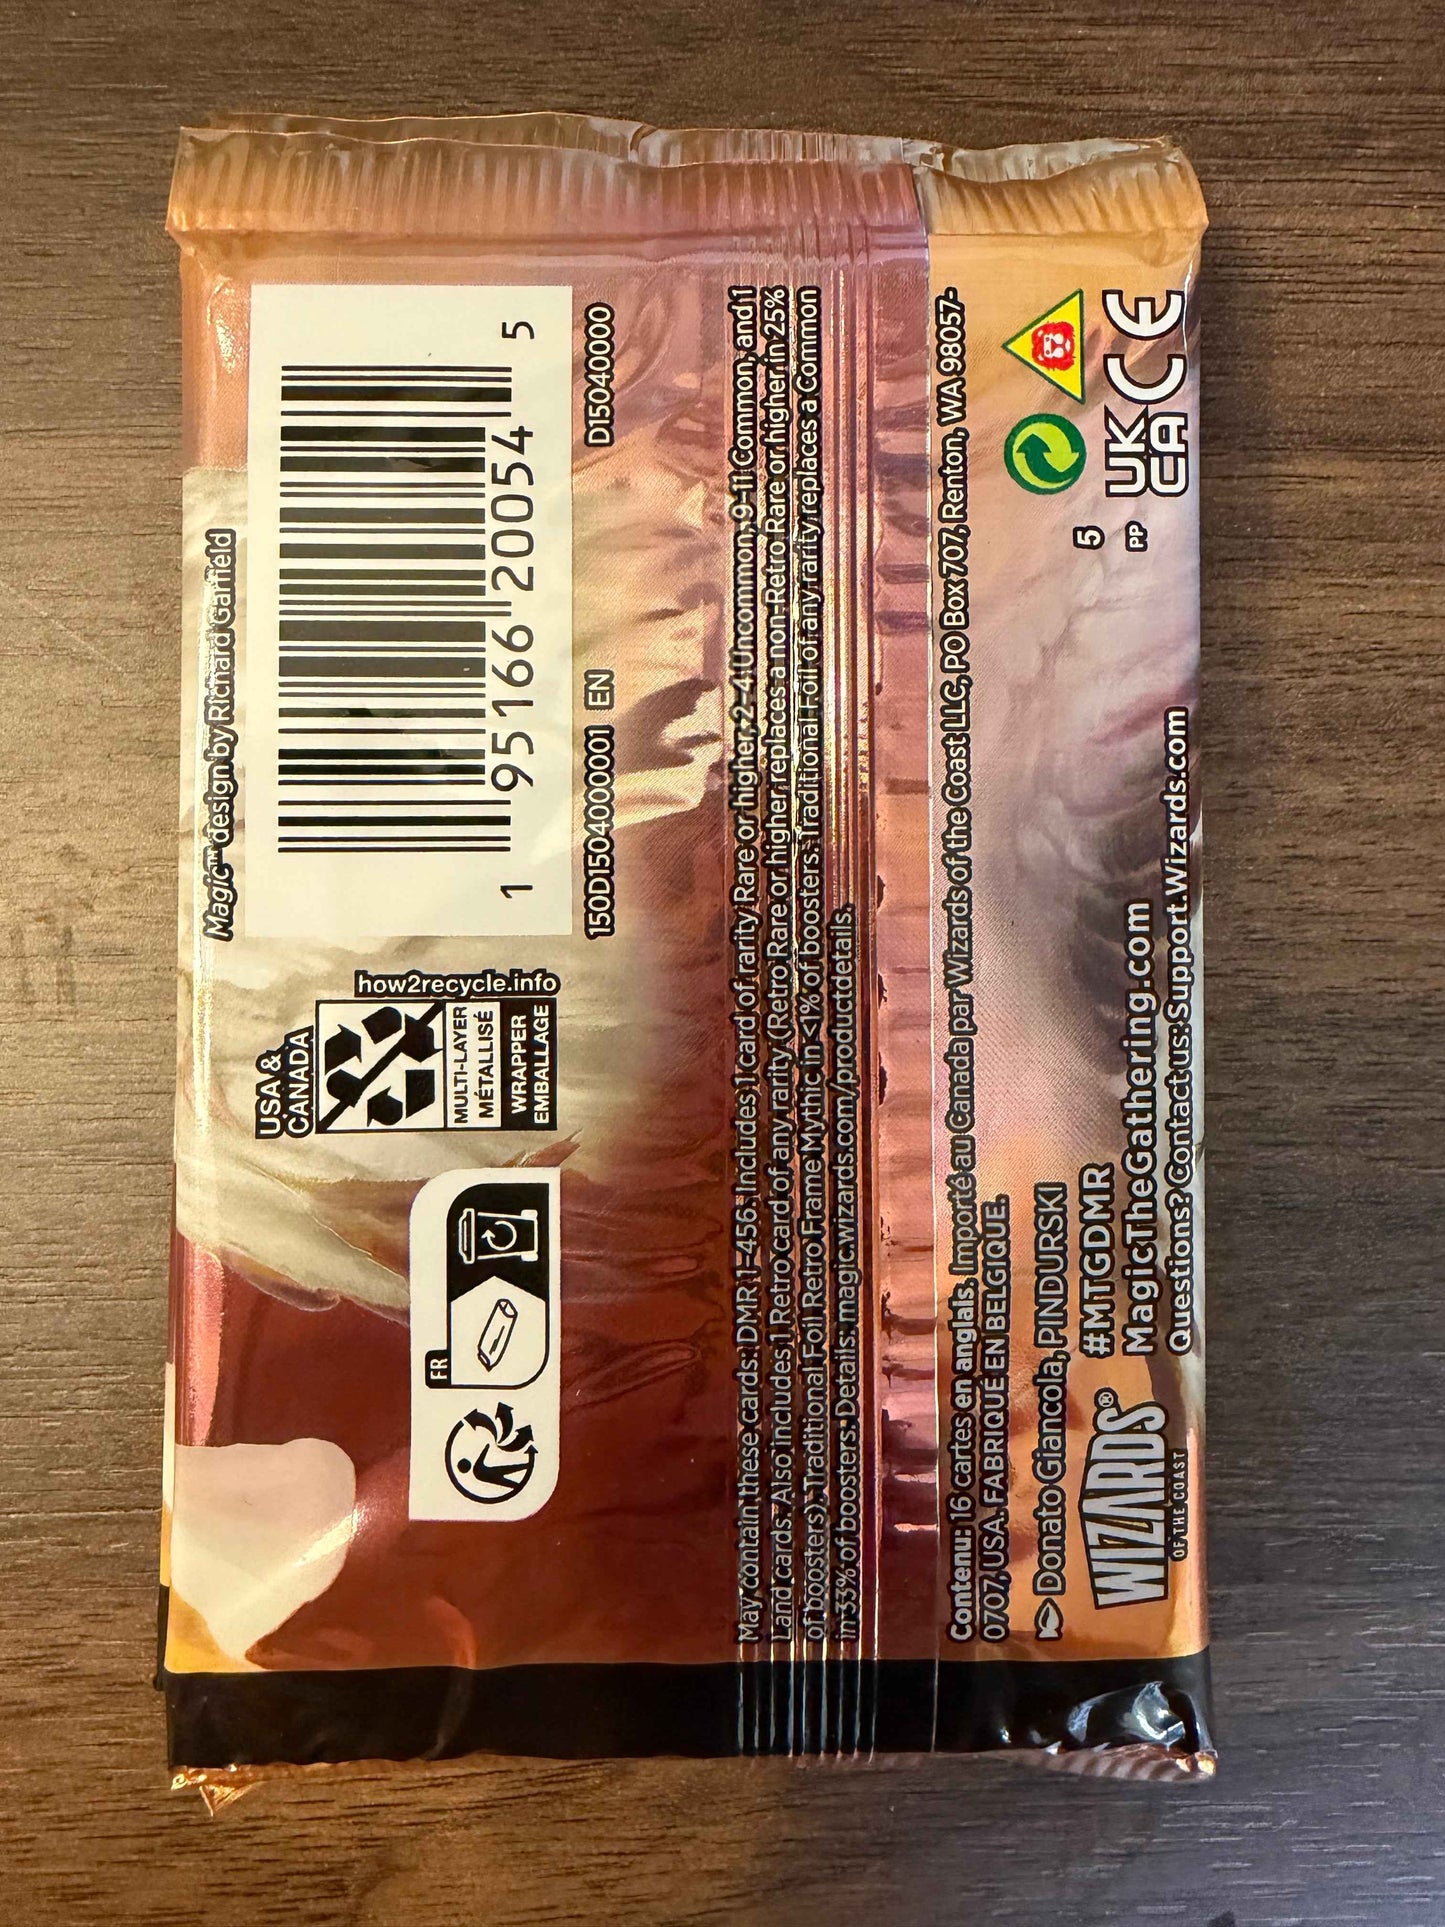 Magic™ design by Richard Garfield
1 95166 20054 5
150D15040000​1 EN D15040000
USA &
CANADA
how2recycle.info
MULTI-LAYER
MÉTALLISÉ
WRAPPER
EMBALLAGE
FR
May contain these cards: DMR 1–456. Includes 1 card of rarity Rare or higher, 2–4 Uncommon, 9–11 Common, and 1
Land cards. Also includes 1 Retro Card of any rarity (Retro Rare or higher replaces a non-Retro Rare or higher in 25%
of boosters). Traditional Foil Retro Frame Mythic in <1% of boosters. Traditional Foil of any rarity replaces a Common
in 33% of boosters. Details: magic.wizards.com/productdetails.
Contenu: 16 cartes en anglais. Importé au Canada par Wizards of the Coast LLC, PO Box 707, Renton, WA 98057-
0707, USA. FABRIQUÉ EN BELGIQUE.
Donato Giancola, PINDURSKI
WIZARDS®
OF THE COAST
#MTGDMR
MagicTheGathering.com
Questions? Contact us: Support.Wizards.com
5
PP
UK
CA
CE